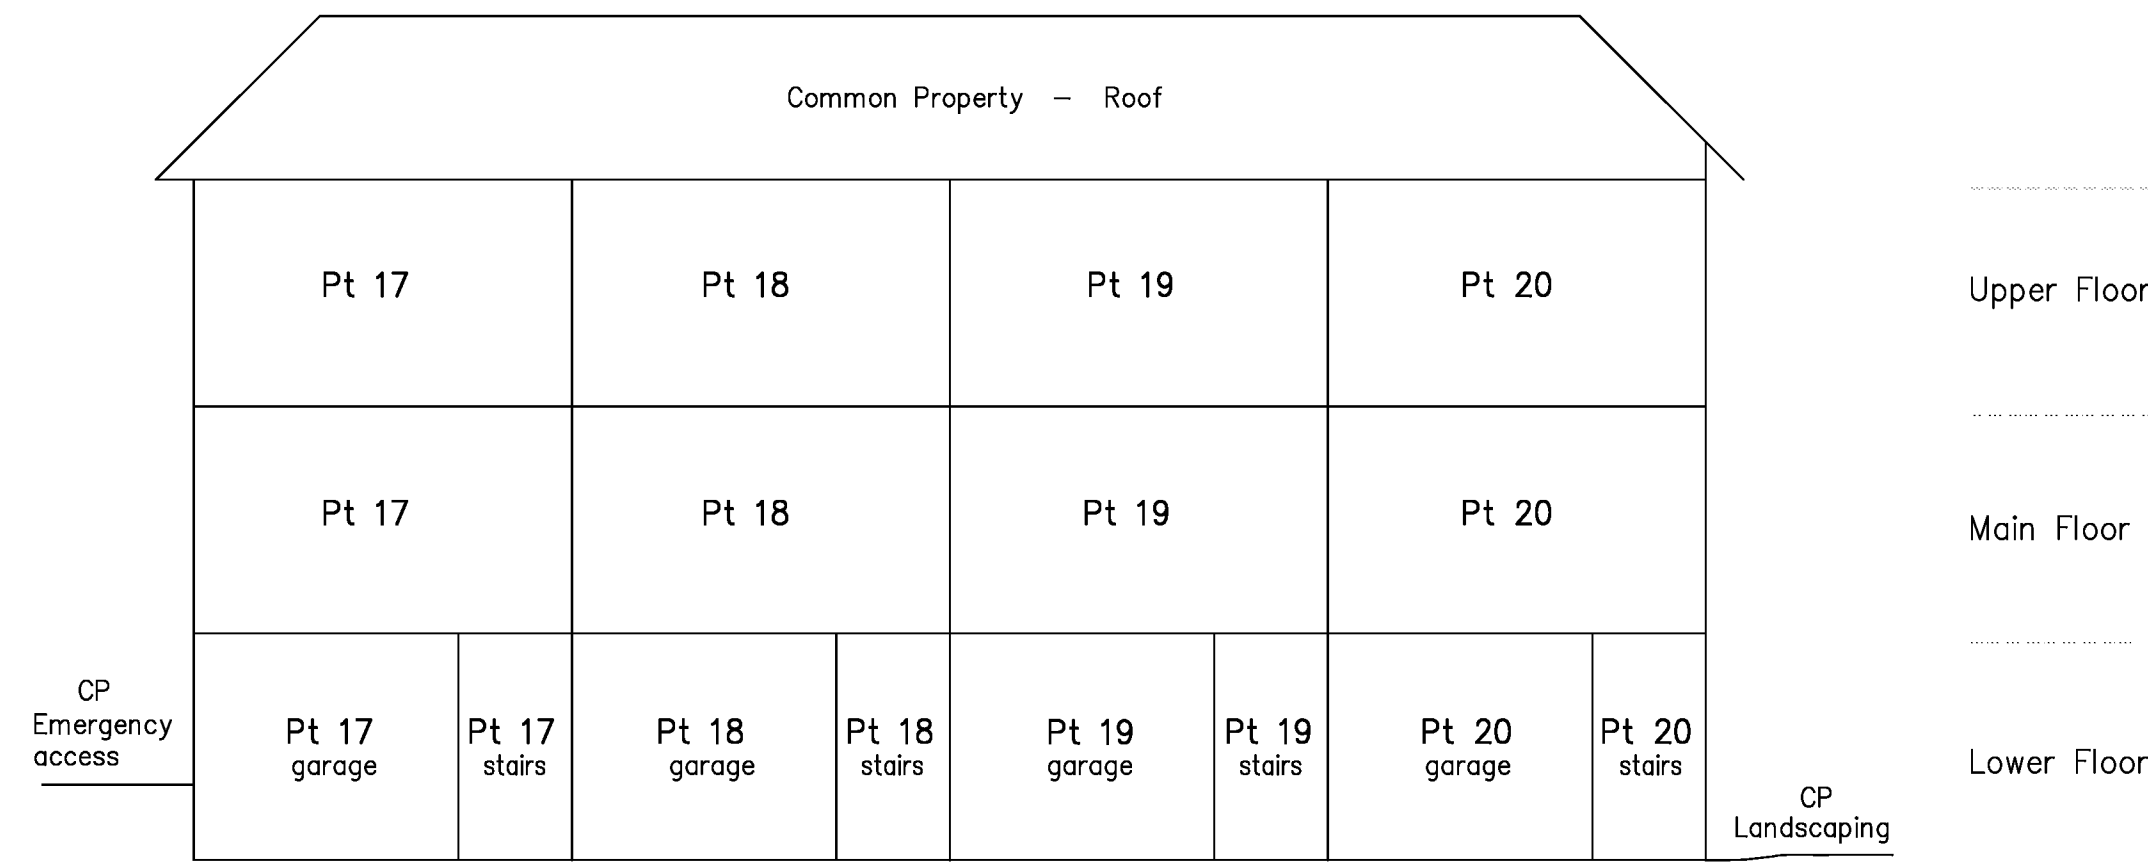 Common Property – Roof
Pt 17 Pt 18 Pt 19 Pt 20
Upper Floor
Pt 17 Pt 18 Pt 19 Pt 20
Main Floor
CP
Emergency
access
Pt 17 Pt 17 Pt 18 Pt 18 Pt 19 Pt 19 Pt 20 Pt 20
garage stairs garage stairs garage stairs garage stairs
Lower Floor
CP
Landscaping